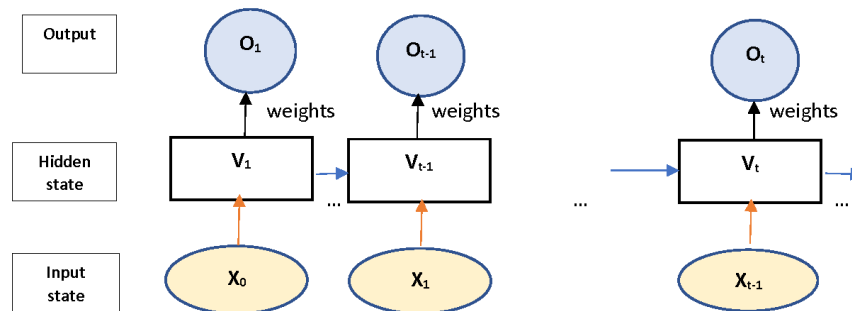 Output
O₁
Oₜ₋₁
Oₜ
weights
weights
weights
Hidden
state
V₁
Vₜ₋₁
Vₜ
...
...
...
Input
state
X₀
X₁
Xₜ₋₁